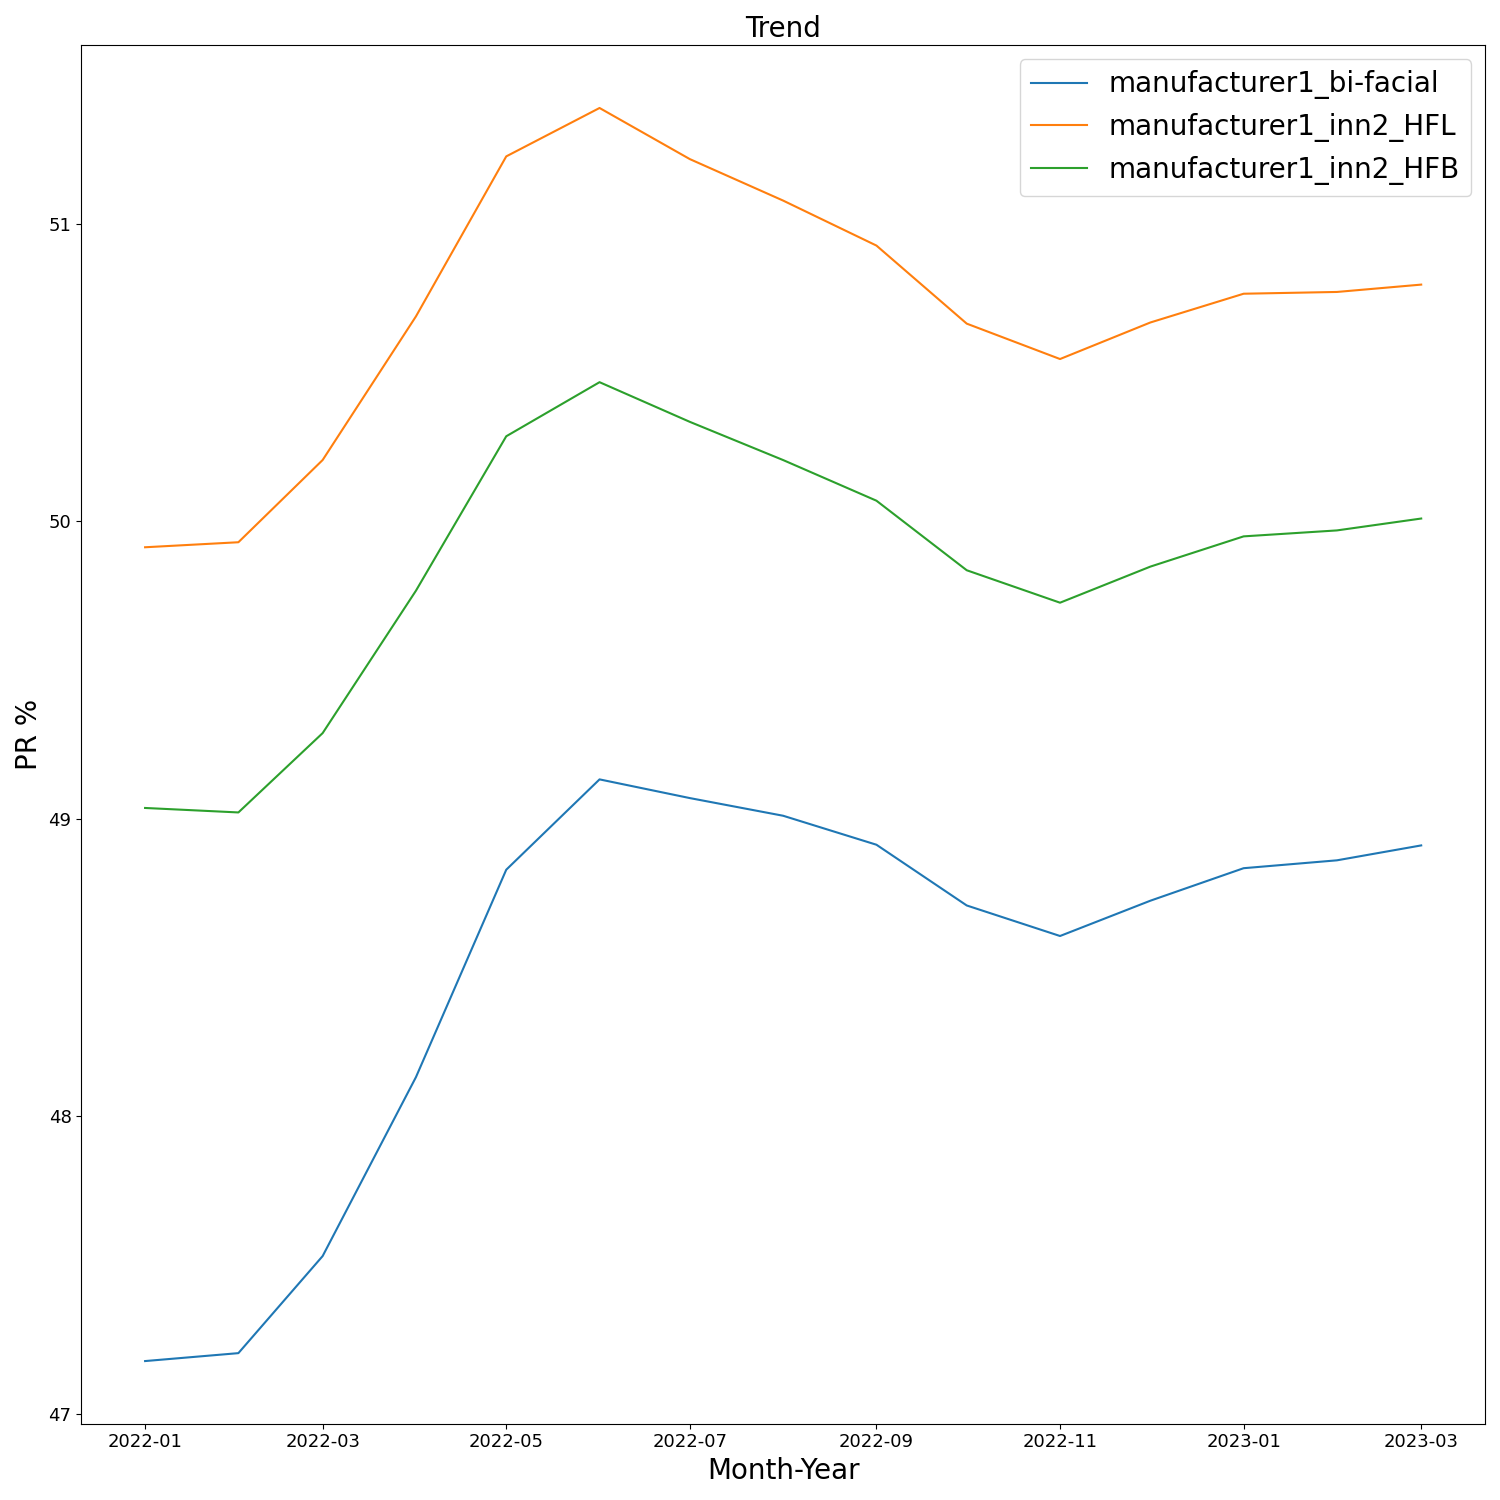 Trend
manufacturer1_bi-facial
manufacturer1_inn2_HFL
manufacturer1_inn2_HFB
51
50
49
48
47
PR %
2022-01 2022-03 2022-05 2022-07 2022-09 2022-11 2023-01 2023-03
Month-Year